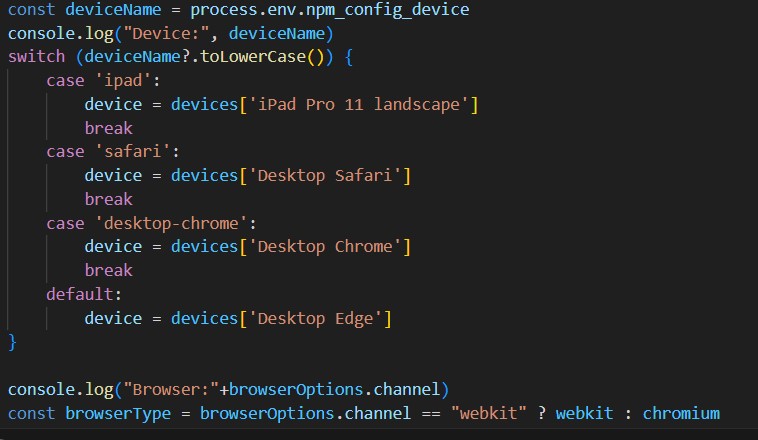 const deviceName = process.env.npm_config_device
console.log("Device:", deviceName)
switch (deviceName?.toLowerCase()) {
    case 'ipad':
        device = devices['iPad Pro 11 landscape']
        break
    case 'safari':
        device = devices['Desktop Safari']
        break
    case 'desktop-chrome':
        device = devices['Desktop Chrome']
        break
    default:
        device = devices['Desktop Edge']
}
console.log("Browser:"+browserOptions.channel)
const browserType = browserOptions.channel == "webkit" ? webkit : chromium